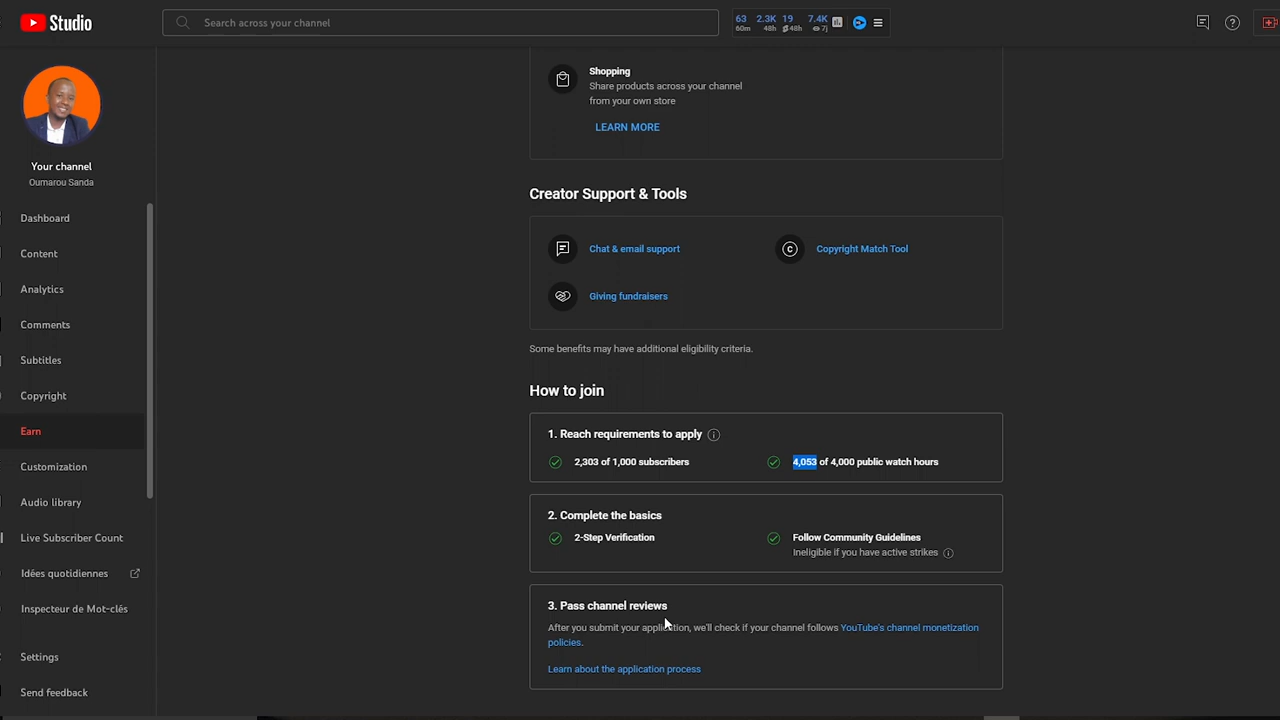 Studio
Search across your channel
63 2.3K 19 7.4K
60m 48h 48h 7j
Shopping
Share products across your channel
from your own store
LEARN MORE
Your channel
Oumarou Sanda
Dashboard
Content
Analytics
Comments
Subtitles
Copyright
Earn
Customization
Audio library
Live Subscriber Count
Idées quotidiennes
Inspecteur de Mot-clés
Settings
Send feedback
Creator Support & Tools
Chat & email support
Copyright Match Tool
Giving fundraisers
Some benefits may have additional eligibility criteria.
How to join
1. Reach requirements to apply
2,303 of 1,000 subscribers
4,053 of 4,000 public watch hours
2. Complete the basics
2-Step Verification
Follow Community Guidelines
Ineligible if you have active strikes
3. Pass channel reviews
After you submit your application, we'll check if your channel follows YouTube's channel monetization
policies.
Learn about the application process